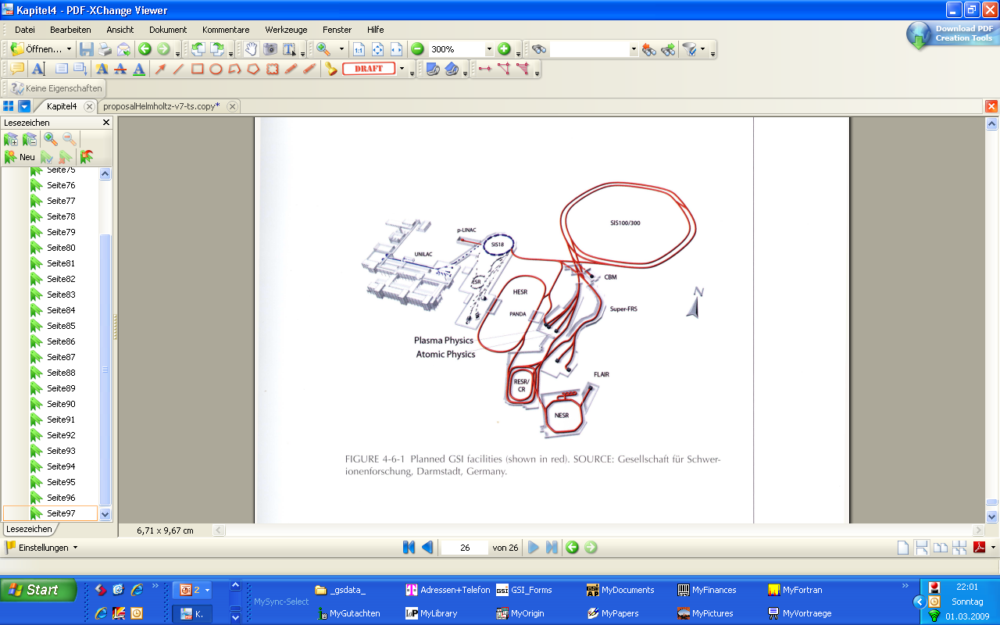 Kapitel4 - PDF-XChange Viewer
Datei Bearbeiten Ansicht Dokument Kommentare Werkzeuge Fenster Hilfe
Download PDF
Creation Tools
Öffnen...
300%
DRAFT
Keine Eigenschaften
Kapitel4 proposalHelmholtz-v7-ts.copy*
Lesezeichen
Neu
Seite75
Seite76
Seite77
Seite78
Seite79
Seite80
Seite81
Seite82
Seite83
Seite84
Seite85
Seite86
Seite87
Seite88
Seite89
Seite90
Seite91
Seite92
Seite93
Seite94
Seite95
Seite96
Seite97
Lesezeichen
SIS100/300
p-LINAC
SIS18
UNILAC
ESR
CBM
HESR
N
PANDA
Super-FRS
Plasma Physics
Atomic Physics
RESR/
CR
FLAIR
NESR
FIGURE 4-6-1 Planned GSI facilities (shown in red). SOURCE: Gesellschaft für Schwer-
ionenforschung, Darmstadt, Germany.
6,71 x 9,67 cm
Einstellungen
26 von 26
Start
2
K.
MySync-Select
_gsdata_ Adressen+Telefon GSI_Forms MyDocuments MyFinances MyFortran
MyGutachten MyLibrary MyOrigin MyPapers MyPictures MyVortraege
22:01
Sonntag
01.03.2009